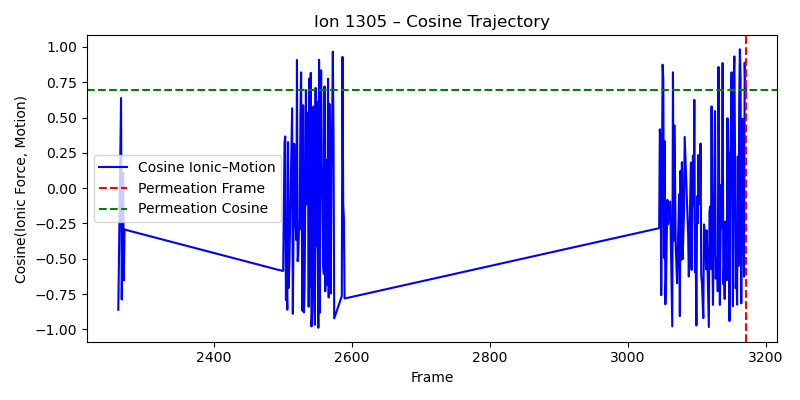 Ion 1305 – Cosine Trajectory
Cosine(Ionic Force, Motion)
1.00
0.75
0.50
0.25
0.00
−0.25
−0.50
−0.75
−1.00
Cosine Ionic–Motion
Permeation Frame
Permeation Cosine
2400
2600
2800
3000
3200
Frame